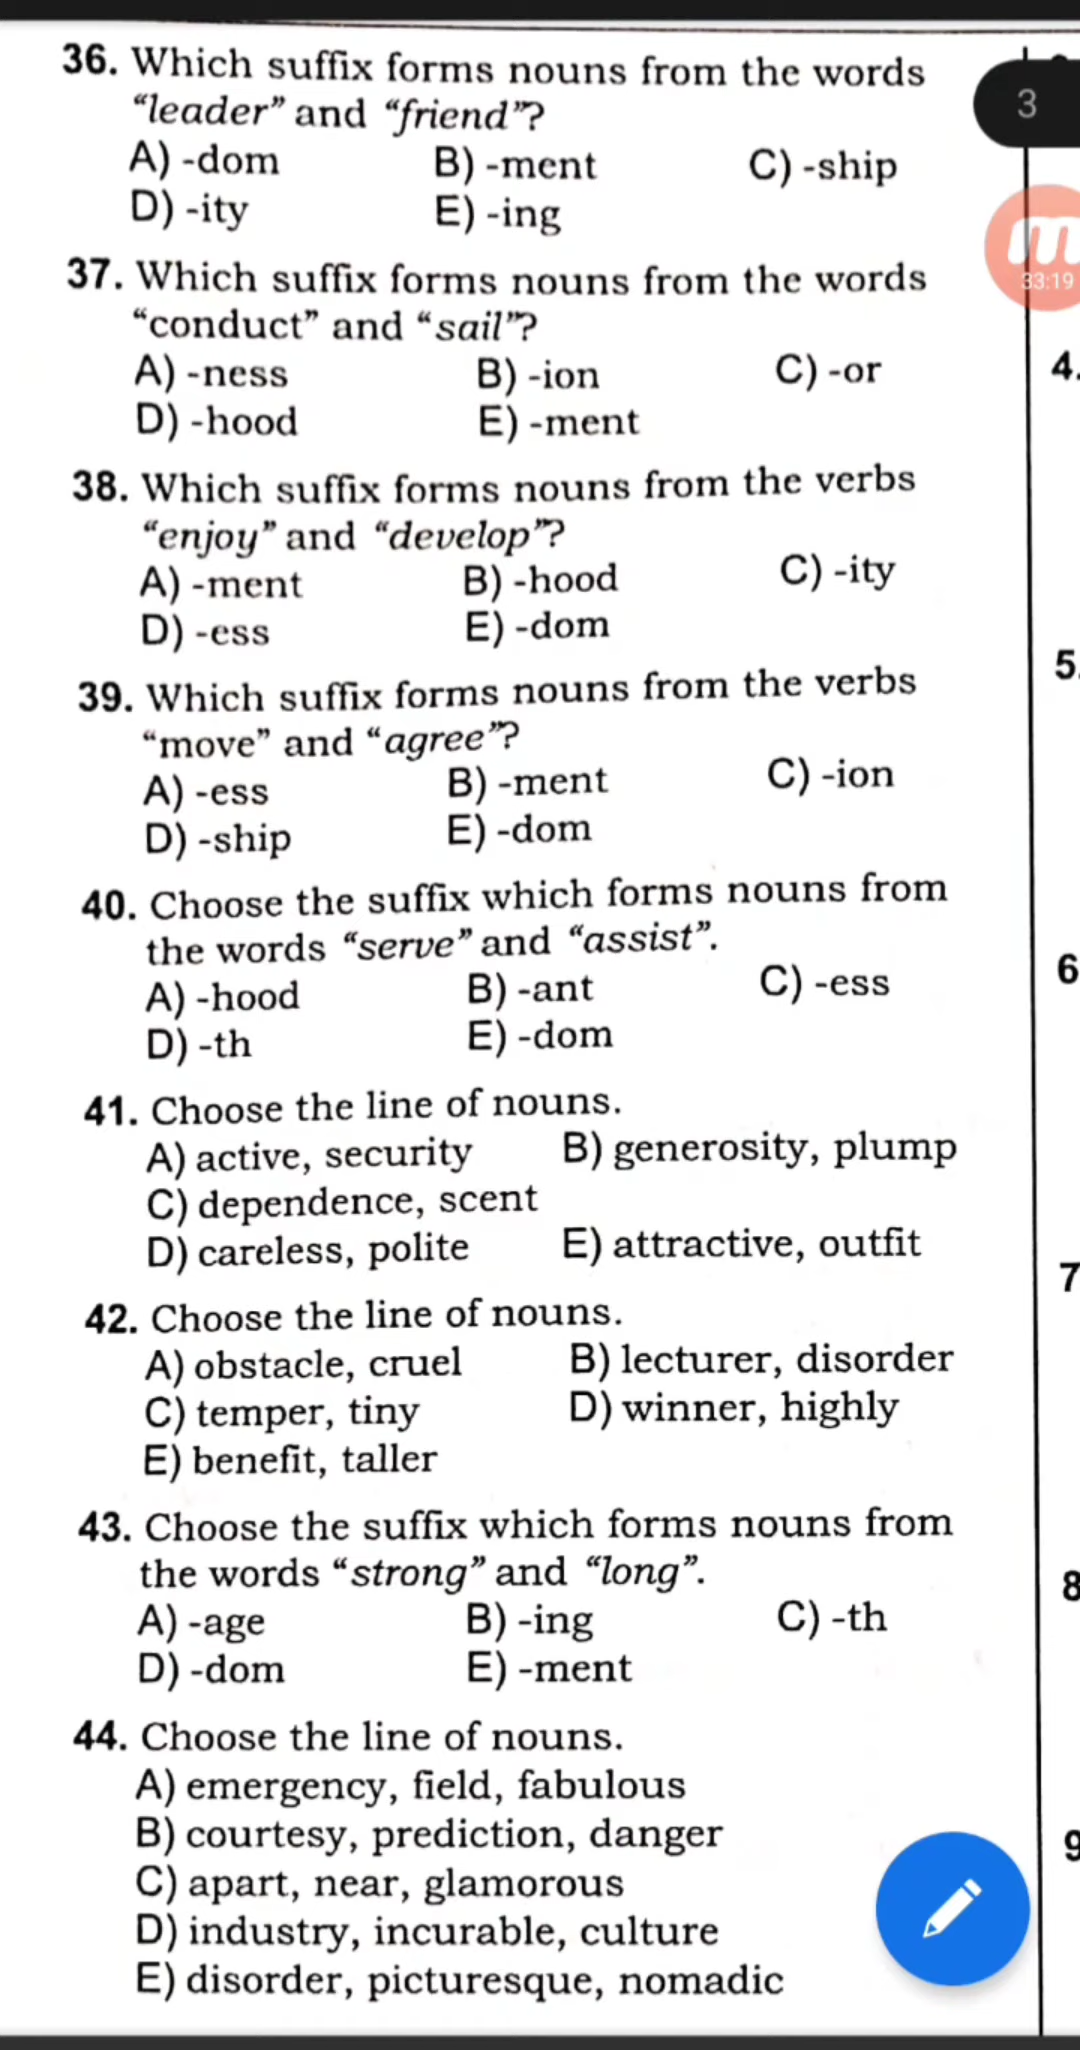 36. Which suffix forms nouns from the words
“leader” and “friend”?
A) -dom B) -ment C) -ship
D) -ity E) -ing
37. Which suffix forms nouns from the words
“conduct” and “sail”?
A) -ness B) -ion C) -or
D) -hood E) -ment
38. Which suffix forms nouns from the verbs
“enjoy” and “develop”?
A) -ment B) -hood C) -ity
D) -ess E) -dom
39. Which suffix forms nouns from the verbs
“move” and “agree”?
A) -ess B) -ment C) -ion
D) -ship E) -dom
40. Choose the suffix which forms nouns from
the words “serve” and “assist”.
A) -hood B) -ant C) -ess
D) -th E) -dom
41. Choose the line of nouns.
A) active, security B) generosity, plump
C) dependence, scent
D) careless, polite E) attractive, outfit
42. Choose the line of nouns.
A) obstacle, cruel B) lecturer, disorder
C) temper, tiny D) winner, highly
E) benefit, taller
43. Choose the suffix which forms nouns from
the words “strong” and “long”.
A) -age B) -ing C) -th
D) -dom E) -ment
44. Choose the line of nouns.
A) emergency, field, fabulous
B) courtesy, prediction, danger
C) apart, near, glamorous
D) industry, incurable, culture
E) disorder, picturesque, nomadic
3
33:19
4.
5.
6
7
8
9